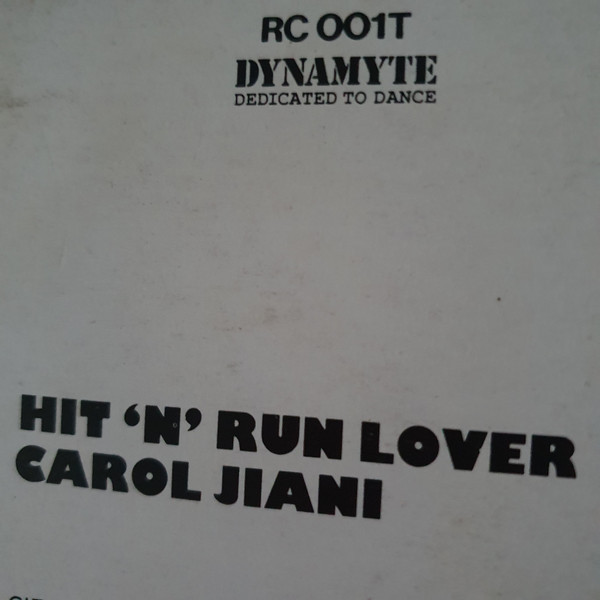 RC 001T
DYNAMYTE
DEDICATED TO DANCE
HIT ‘N’ RUN LOVER
CAROL JIANI